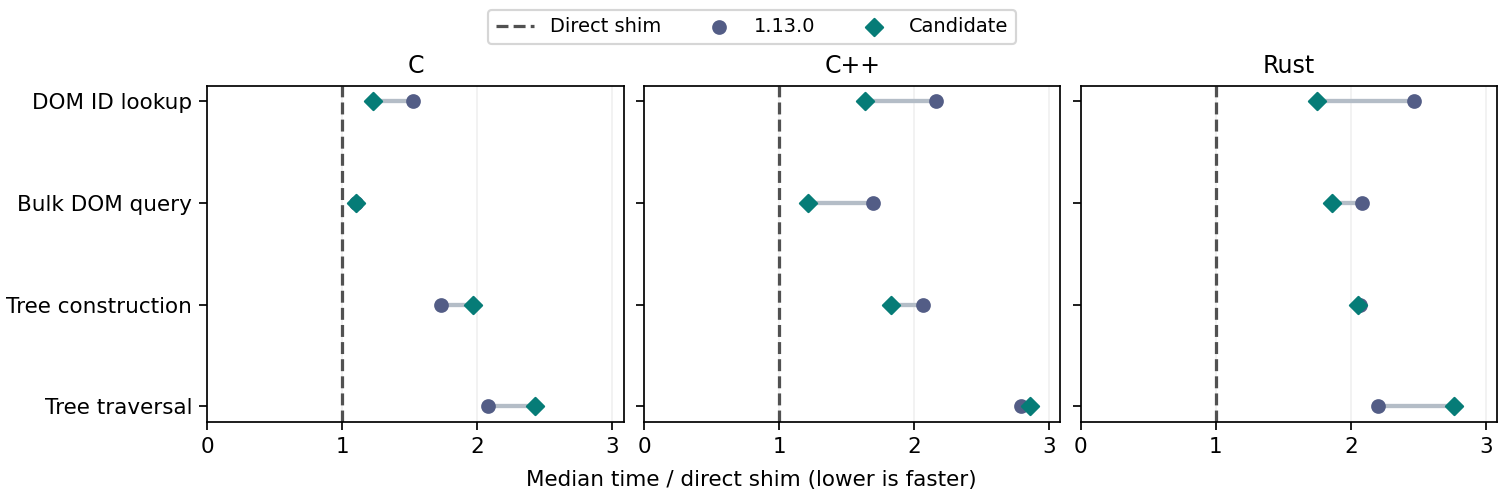 Direct shim 1.13.0 Candidate
C C++ Rust
DOM ID lookup
Bulk DOM query
Tree construction
Tree traversal
0 1 2 3 0 1 2 3 0 1 2 3
Median time / direct shim (lower is faster)